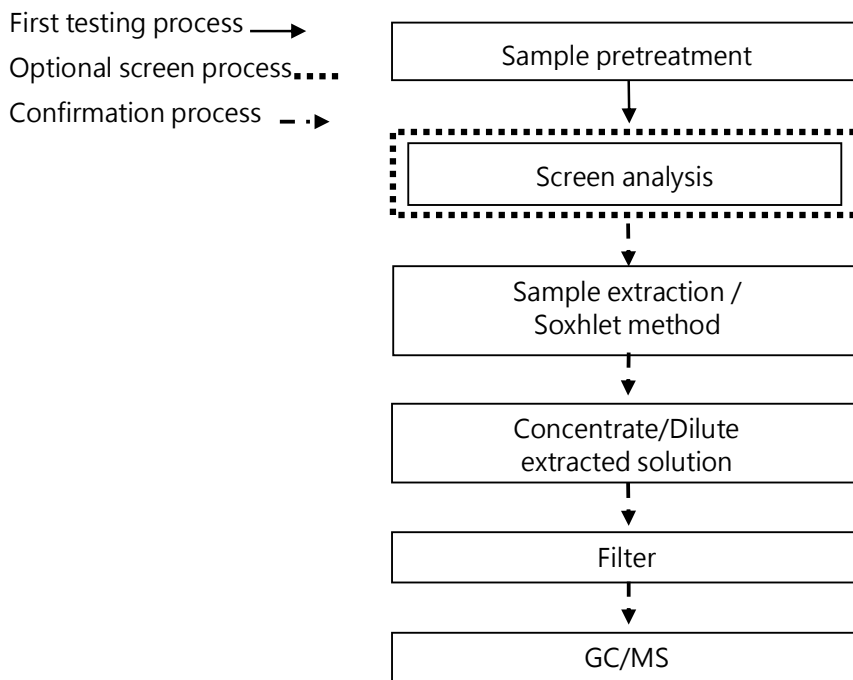 First testing process
Optional screen process
Confirmation process
Sample pretreatment
Screen analysis
Sample extraction /
Soxhlet method
Concentrate/Dilute
extracted solution
Filter
GC/MS